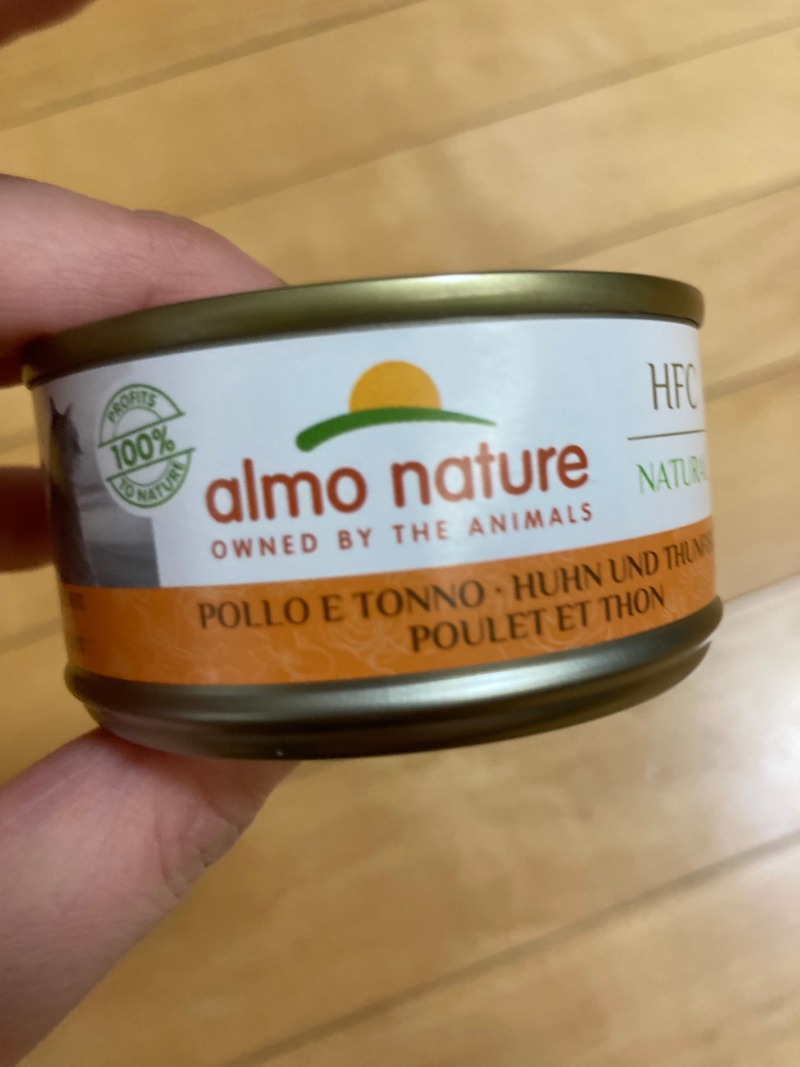 PROFITS
100%
TO NATURE
almo nature
OWNED BY THE ANIMALS
HFC
POLLO E TONNO · HUHN UND
POULET ET THON